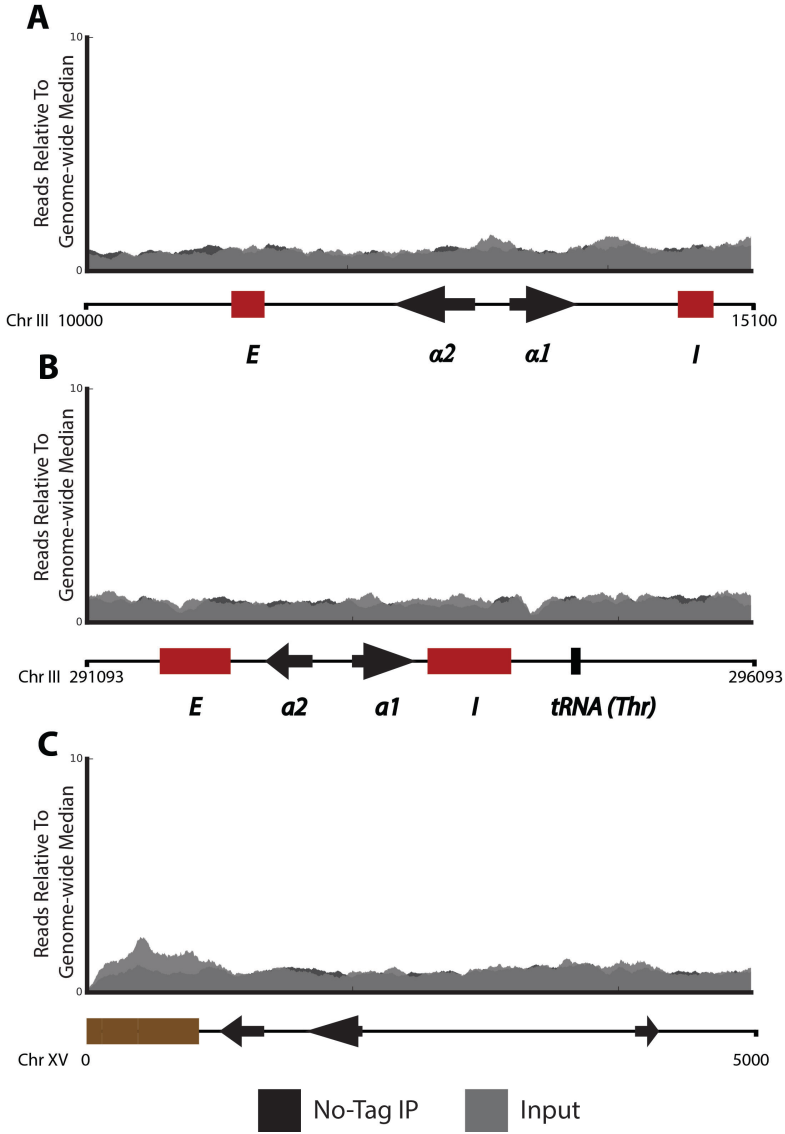 A
10
Reads Relative To
Genome-wide Median
0
Chr III
10000
15100
E
α2
α1
I
B
10
Reads Relative To
Genome-wide Median
0
Chr III
291093
296093
E
a2
a1
I
tRNA (Thr)
C
10
Reads Relative To
Genome-wide Median
0
Chr XV
0
5000
No-Tag IP
Input